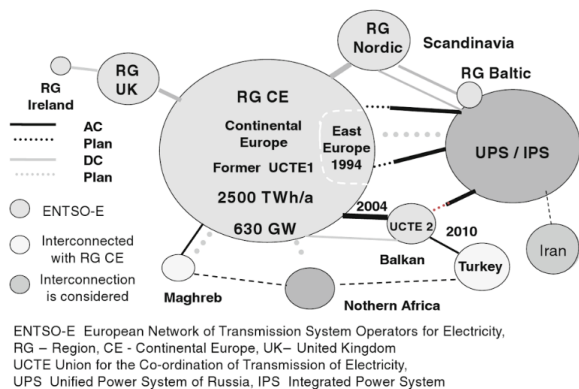 RG
Nordic
Scandinavia
RG
UK
RG Baltic
RG
Ireland
RG CE
Continental
Europe
Former UCTE1
2500 TWh/a
630 GW
East
Europe
1994
UPS / IPS
AC
Plan
DC
Plan
ENTSO-E
Interconnected
with RG CE
Interconnection
is considered
2004
UCTE 2
2010
Balkan
Turkey
Iran
Maghreb
Nothern Africa
ENTSO-E European Network of Transmission System Operators for Electricity,
RG – Region, CE - Continental Europe, UK– United Kingdom
UCTE Union for the Co-ordination of Transmission of Electricity,
UPS Unified Power System of Russia, IPS Integrated Power System